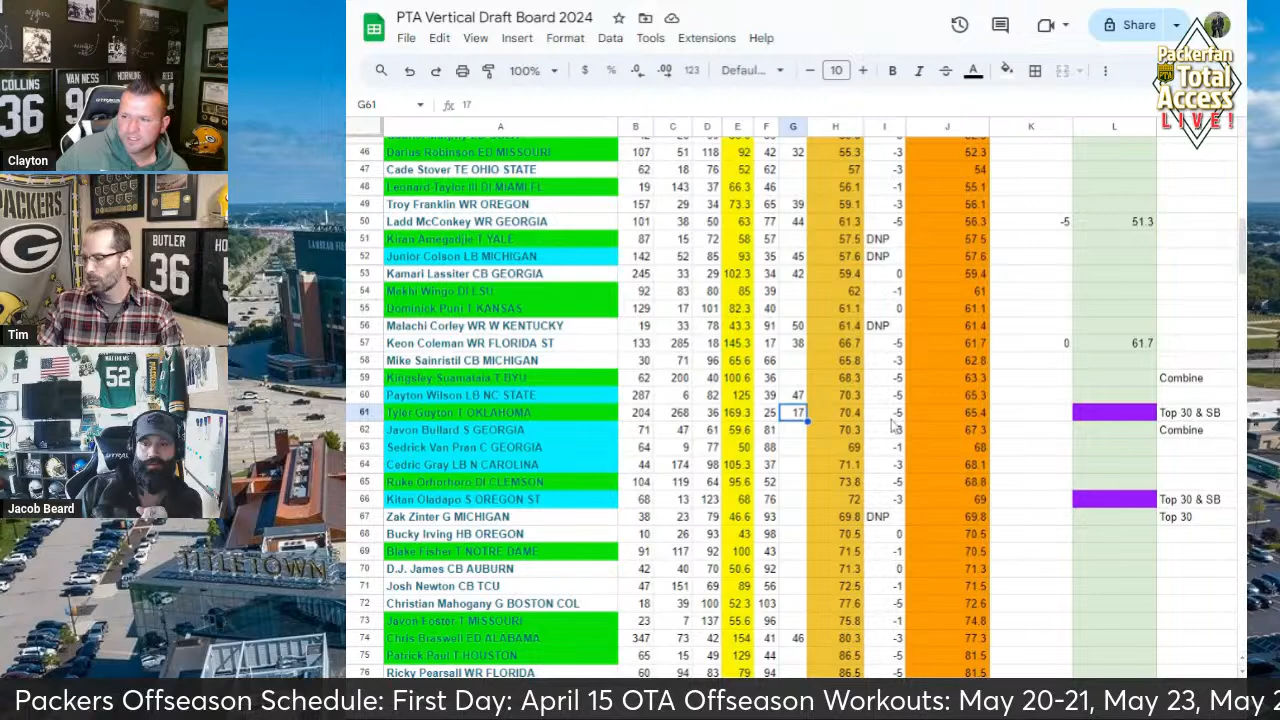 COLLINS
36
VAN NESS
HORNUNG
Clayton
PACKERS
G
BUTLER
36
Tim
MATTHEWS
52
Jacob Beard
PTA Vertical Draft Board 2024
Share
File Edit View Insert Format Data Tools Extensions Help
100% $ % .0 .00 123 Defaul... 10 B I A
G61 fx 17
Packerfan
PTA Total
Access
LIVE!
A B C D E F G H I J K L
46 Darius Robinson ED MISSOURI 107 51 118 92 42 32 55.3 -3 52.3
47 Cade Stover TE OHIO STATE 62 18 76 52 62 57 -3 54
48 Leonard Taylor III DI MIAMI FL 19 143 37 66.3 46 56.1 -1 55.1
49 Troy Franklin WR OREGON 157 29 34 73.3 65 39 59.1 -3 56.1
50 Ladd McConkey WR GEORGIA 101 38 50 63 77 44 61.3 -5 56.3 -5 51.3
51 Kiran Amegadjie T YALE 87 15 72 58 57 57.5 DNP 57.5
52 Junior Colson LB MICHIGAN 142 52 85 93 35 45 57.6 DNP 57.6
53 Kamari Lassiter CB GEORGIA 245 33 29 102.3 34 42 59.4 0 59.4
54 Mekhi Wingo DI LSU 92 83 80 85 39 62 -1 61
55 Dominick Puni T KANSAS 129 17 101 82.3 40 61.1 0 61.1
56 Malachi Corley WR W KENTUCKY 19 33 78 43.3 91 50 61.4 DNP 61.4
57 Keon Coleman WR FLORIDA ST 133 285 18 145.3 17 38 66.7 -5 61.7 0 61.7
58 Mike Sainristil CB MICHIGAN 30 71 96 65.6 66 65.8 -3 62.8
59 Kingsley Suamataia T BYU 62 200 40 100.6 36 68.3 -5 63.3 Combine
60 Payton Wilson LB NC STATE 287 6 82 125 39 47 70.3 -5 65.3
61 Tyler Guyton T OKLAHOMA 204 268 36 169.3 25 17 70.4 -5 65.4 Top 30 & SB
62 Javon Bullard S GEORGIA 71 47 61 59.6 81 70.3 -3 67.3 Combine
63 Sedrick Van Pran C GEORGIA 64 9 77 50 88 69 -1 68
64 Cedric Gray LB N CAROLINA 44 174 98 105.3 37 71.1 -3 68.1
65 Ruke Orhorhoro DI CLEMSON 104 119 64 95.6 52 73.8 -5 68.8
66 Kitan Oladapo S OREGON ST 68 13 123 68 76 72 -3 69 Top 30 & SB
67 Zak Zinter G MICHIGAN 38 23 79 46.6 93 69.8 DNP 69.8 Top 30
68 Bucky Irving HB OREGON 10 26 93 43 98 70.5 0 70.5
69 Blake Fisher T NOTRE DAME 91 117 92 100 43 71.5 -1 70.5
70 D.J. James CB AUBURN 42 40 70 50.6 92 71.3 0 71.3
71 Josh Newton CB TCU 47 151 69 89 56 72.5 -1 71.5
72 Christian Mahogany G BOSTON COL 18 39 100 52.3 103 77.6 -5 72.6
73 Javon Foster T MISSOURI 23 7 137 55.6 96 75.8 -1 74.8
74 Chris Braswell ED ALABAMA 347 73 42 154 41 46 80.3 -3 77.3
75 Patrick Paul T HOUSTON 65 15 49 129 44 86.5 -5 81.5
76 Ricky Pearsall WR FLORIDA 60 94 83 79 94 86.5 -5 81.5
TITLETOWN
Packers Offseason Schedule: First Day: April 15 OTA Offseason Workouts: May 20-21, May 23, May 2